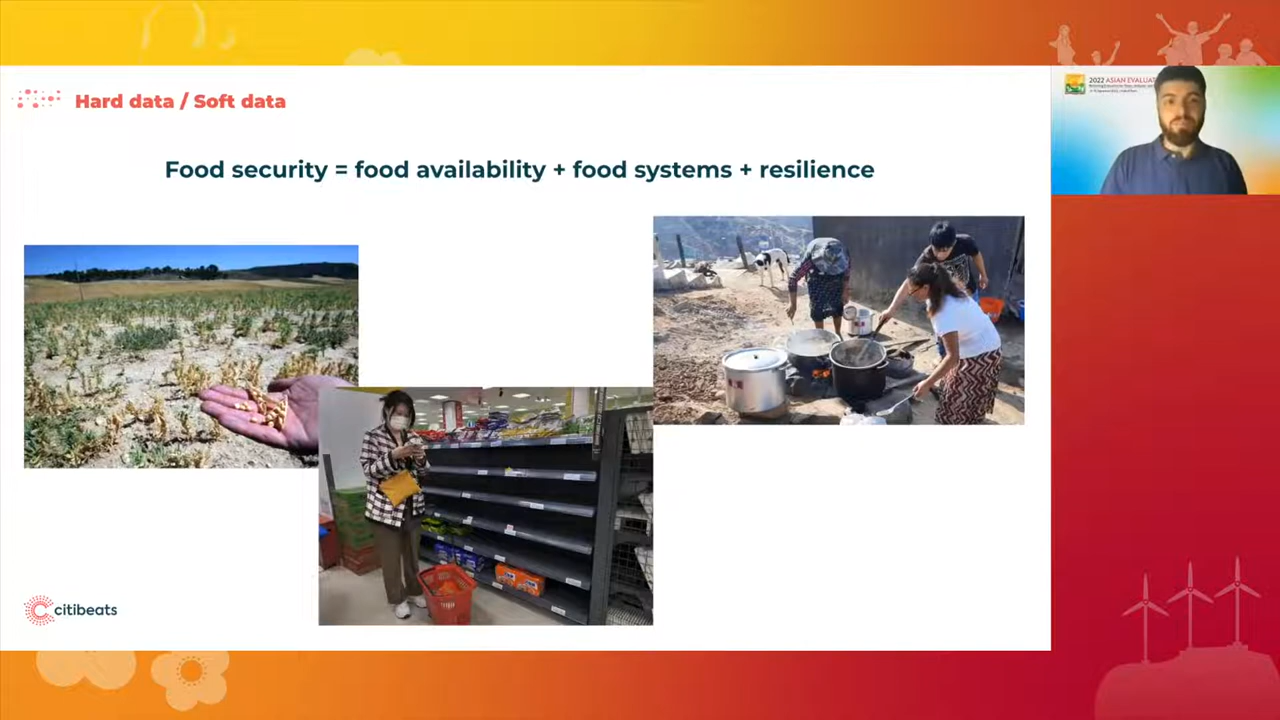 Hard data / Soft data
2022 ASIAN EVALUAT
Food security = food availability + food systems + resilience
citibeats